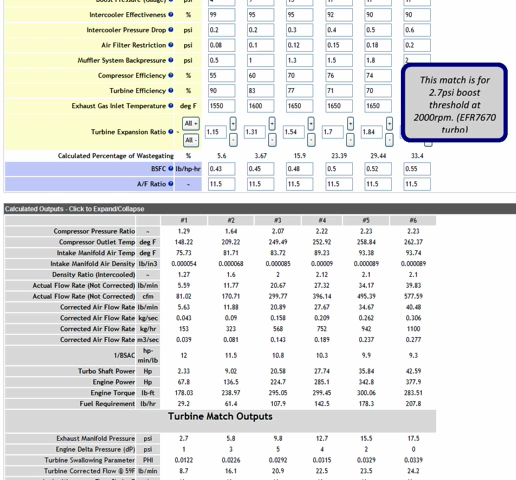 Intercooler Effectiveness % 99 95 95 92 90 90
Intercooler Pressure Drop psi 0.2 0.2 0.3 0.4 0.5 0.6
Air Filter Restriction psi 0.08 0.1 0.12 0.15 0.18 0.2
Muffler System Backpressure psi 0.5 1 1.3 1.5 1.8 2
Compressor Efficiency % 55 60 70 76 74
Turbine Efficiency % 90 83 77 71 70
Exhaust Gas Inlet Temperature deg F 1550 1600 1650 1650 1650
This match is for
2.7psi boost
threshold at
2000rpm. (EFR7670
turbo)
All +
Turbine Expansion Ratio - 1.15 1.31 1.54 1.7 1.84
All -
Calculated Percentage of Wastegating % 5.6 3.67 15.9 23.39 29.44 33.4
BSFC lb/hp-hr 0.43 0.45 0.48 0.5 0.52 0.55
A/F Ratio - 11.5 11.5 11.5 11.5 11.5 11.5
Calculated Outputs - Click to Expand/Collapse
#1 #2 #3 #4 #5 #6
Compressor Pressure Ratio - 1.29 1.64 2.07 2.22 2.23 2.23
Compressor Outlet Temp deg F 148.22 209.22 249.49 252.92 258.84 262.37
Intake Manifold Air Temp deg F 75.73 81.71 83.72 89.23 93.38 93.74
Intake Manifold Air Density lb/in3 0.000054 0.000068 0.000085 0.00009 0.000089 0.000089
Density Ratio (Intercooled) - 1.27 1.6 2 2.12 2.1 2.1
Actual Flow Rate (Not Corrected) lb/min 5.59 11.77 20.67 27.32 34.17 39.83
Actual Flow Rate (Not Corrected) cfm 81.02 170.71 299.77 396.14 495.39 577.59
Corrected Air Flow Rate lb/min 5.63 11.88 20.89 27.67 34.67 40.48
Corrected Air Flow Rate kg/sec 0.043 0.09 0.158 0.209 0.262 0.306
Corrected Air Flow Rate kg/hr 153 323 568 752 942 1100
Corrected Air Flow Rate m3/sec 0.039 0.081 0.143 0.189 0.237 0.277
1/BSAC hp-min/lb 12 11.5 10.8 10.3 9.9 9.3
Turbo Shaft Power Hp 2.33 9.02 20.58 27.74 35.84 42.59
Engine Power Hp 67.8 136.5 224.7 285.1 342.8 377.9
Engine Torque lb-ft 178.03 238.97 295.05 299.45 300.06 283.51
Fuel Requirement lb/hr 29.2 61.4 107.9 142.5 178.3 207.8
Turbine Match Outputs
Exhaust Manifold Pressure psi 2.7 5.8 9.8 12.7 15.5 17.5
Engine Delta Pressure (dP) psi 1 3 5 4 2 0
Turbine Swallowing Parameter PHI 0.0122 0.0226 0.0292 0.0315 0.0329 0.0339
Turbine Corrected Flow @ 59F lb/min 8.7 16.1 20.9 22.5 23.5 24.2